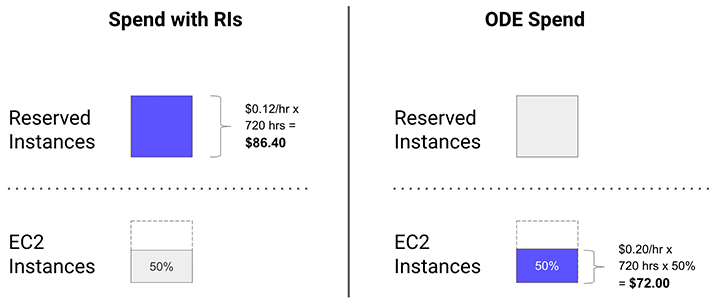 Spend with RIs
Reserved
Instances
$0.12/hr x
720 hrs =
$86.40
EC2
Instances
50%
ODE Spend
Reserved
Instances
EC2
Instances
50%
$0.20/hr x
720 hrs x 50%
= $72.00